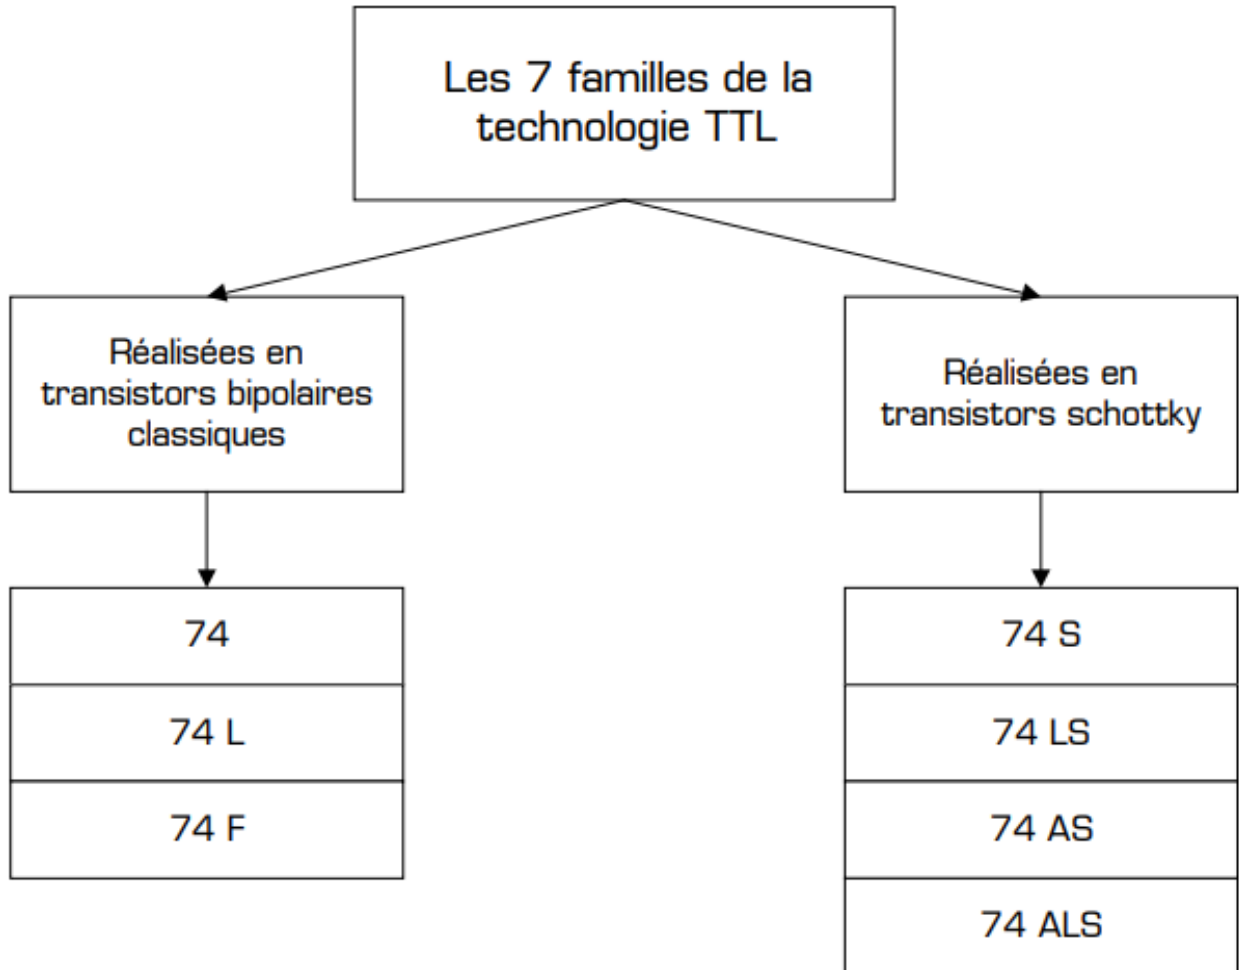 Les 7 familles de la
technologie TTL
Réalisées en
transistors bipolaires
classiques
Réalisées en
transistors schottky
74
74 L
74 F
74 S
74 LS
74 AS
74 ALS